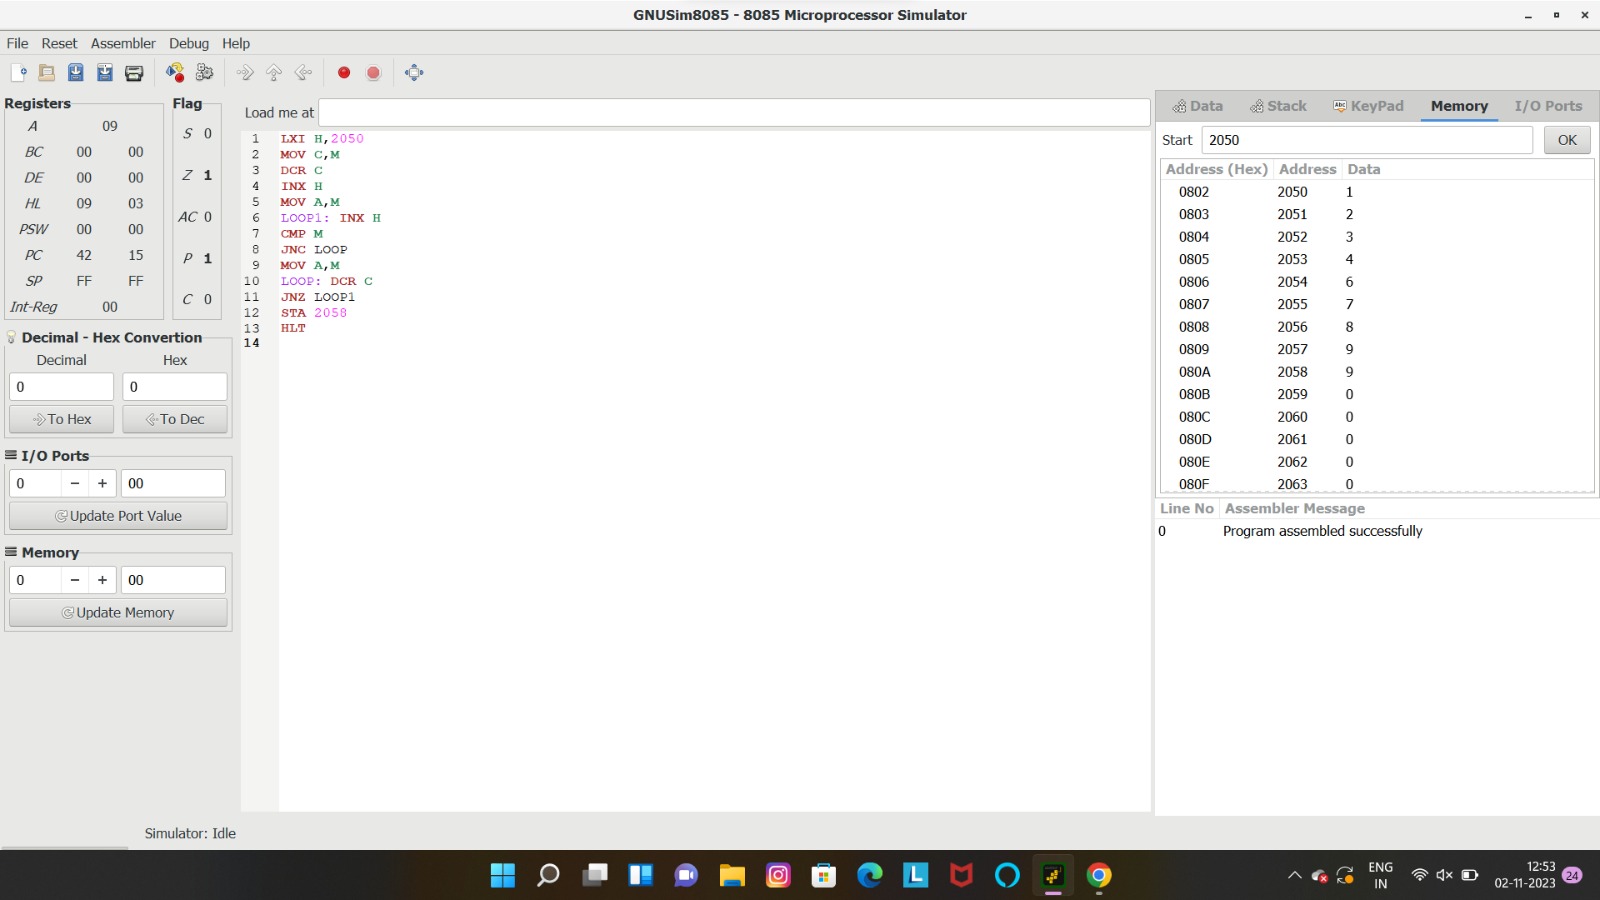 GNUSim8085 - 8085 Microprocessor Simulator
File Reset Assembler Debug Help
Registers
A 09
BC 00 00
DE 00 00
HL 09 03
PSW 00 00
PC 42 15
SP FF FF
Int-Reg 00
Flag
S 0
Z 1
AC 0
P 1
C 0
Decimal - Hex Convertion
Decimal Hex
0 0
To Hex To Dec
I/O Ports
0 - + 00
Update Port Value
Memory
0 - + 00
Update Memory
Load me at
1 LXI H,2050
2 MOV C,M
3 DCR C
4 INX H
5 MOV A,M
6 LOOP1: INX H
7 CMP M
8 JNC LOOP
9 MOV A,M
10 LOOP: DCR C
11 JNZ LOOP1
12 STA 2058
13 HLT
14
Data Stack KeyPad Memory I/O Ports
Start 2050 OK
Address (Hex) Address Data
0802 2050 1
0803 2051 2
0804 2052 3
0805 2053 4
0806 2054 6
0807 2055 7
0808 2056 8
0809 2057 9
080A 2058 9
080B 2059 0
080C 2060 0
080D 2061 0
080E 2062 0
080F 2063 0
Line No Assembler Message
0 Program assembled successfully
Simulator: Idle
ENG
IN
12:53
02-11-2023
24